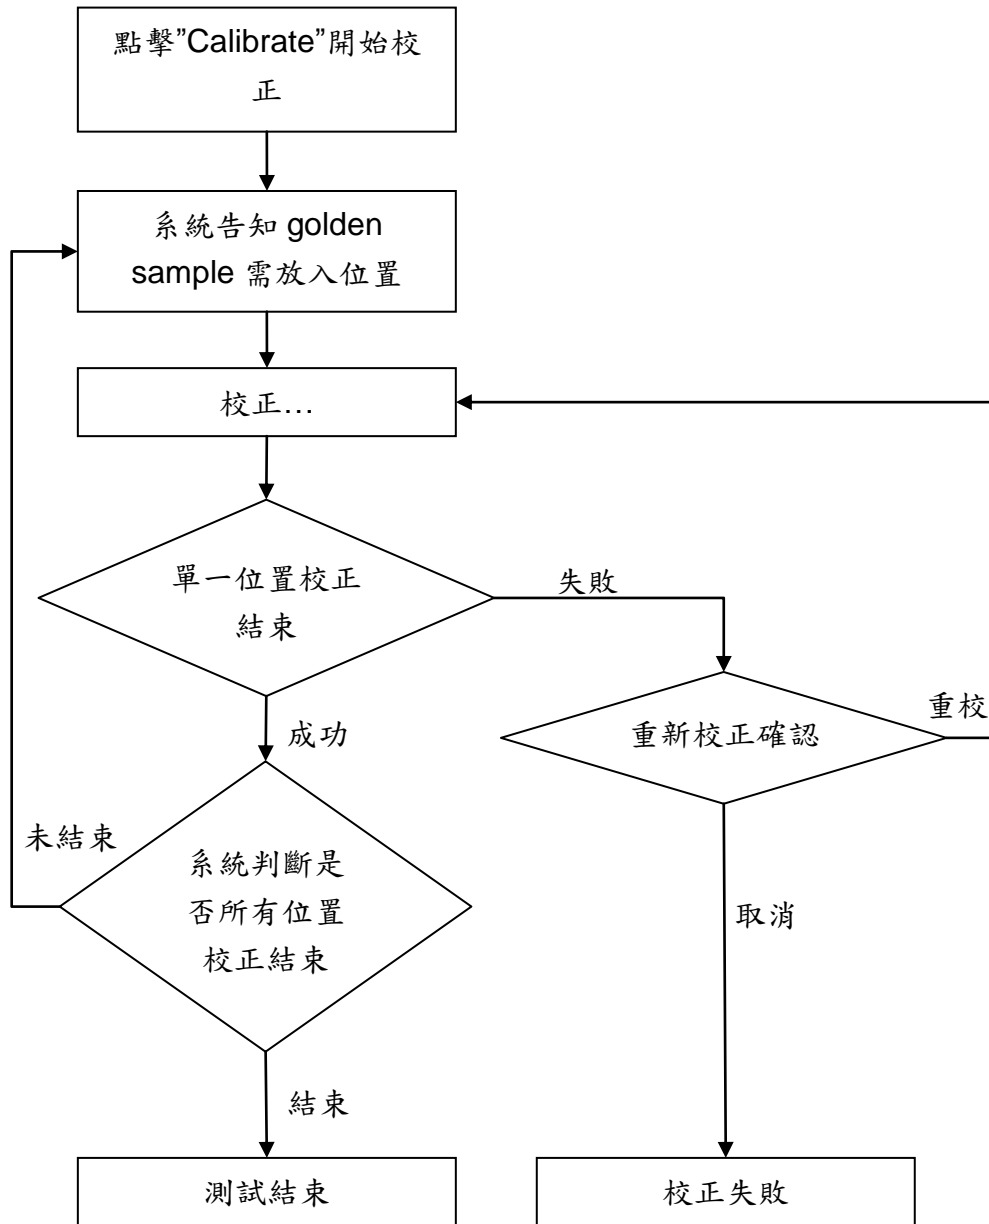 點擊”Calibrate”開始校
正
系統告知 golden
sample 需放入位置
校正…
單一位置校正
結束
失敗
重新校正確認
重校
成功
未結束
系統判斷是
否所有位置
校正結束
取消
結束
測試結束
校正失敗